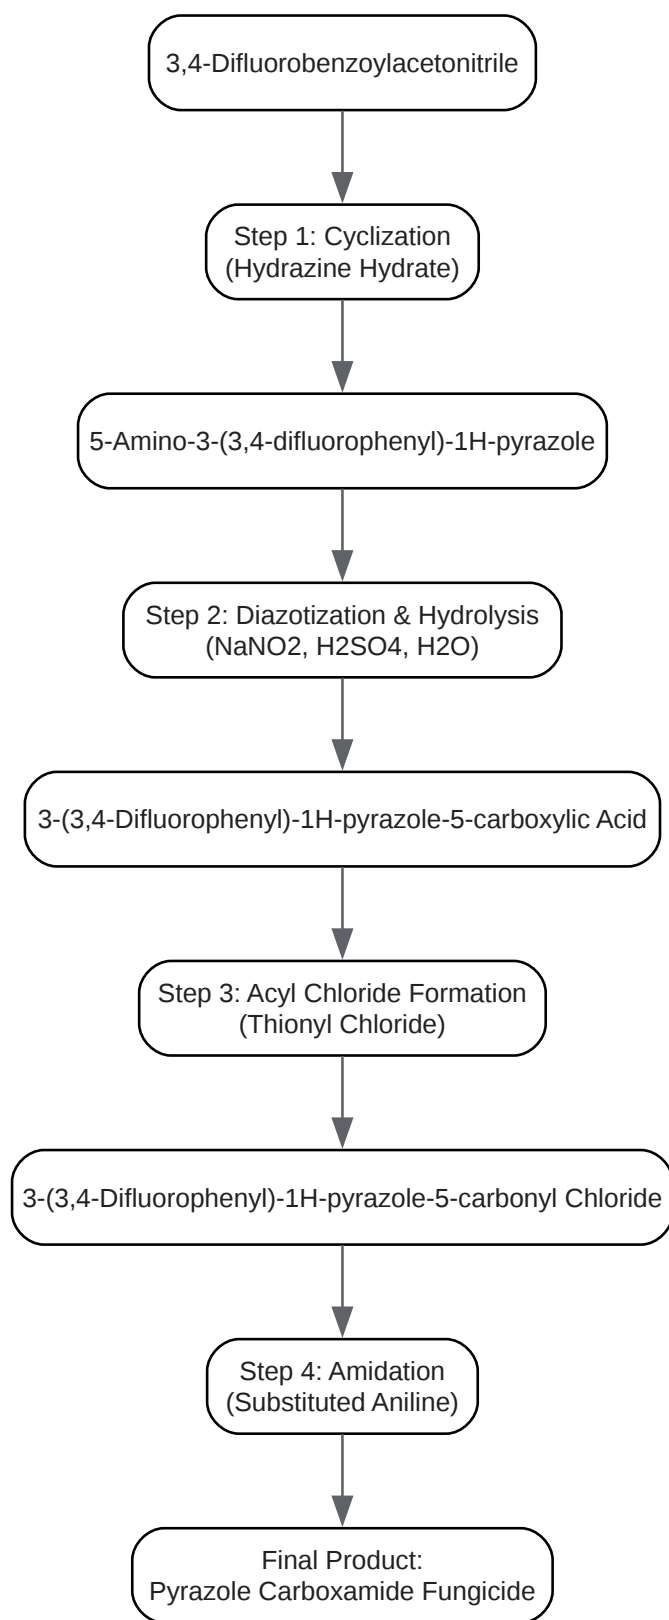 3,4-Difluorobenzoylacetonitrile
Step 1: Cyclization
(Hydrazine Hydrate)
5-Amino-3-(3,4-difluorophenyl)-1H-pyrazole
Step 2: Diazotization & Hydrolysis
(NaNO2, H2SO4, H2O)
3-(3,4-Difluorophenyl)-1H-pyrazole-5-carboxylic Acid
Step 3: Acyl Chloride Formation
(Thionyl Chloride)
3-(3,4-Difluorophenyl)-1H-pyrazole-5-carbonyl Chloride
Step 4: Amidation
(Substituted Aniline)
Final Product:
Pyrazole Carboxamide Fungicide